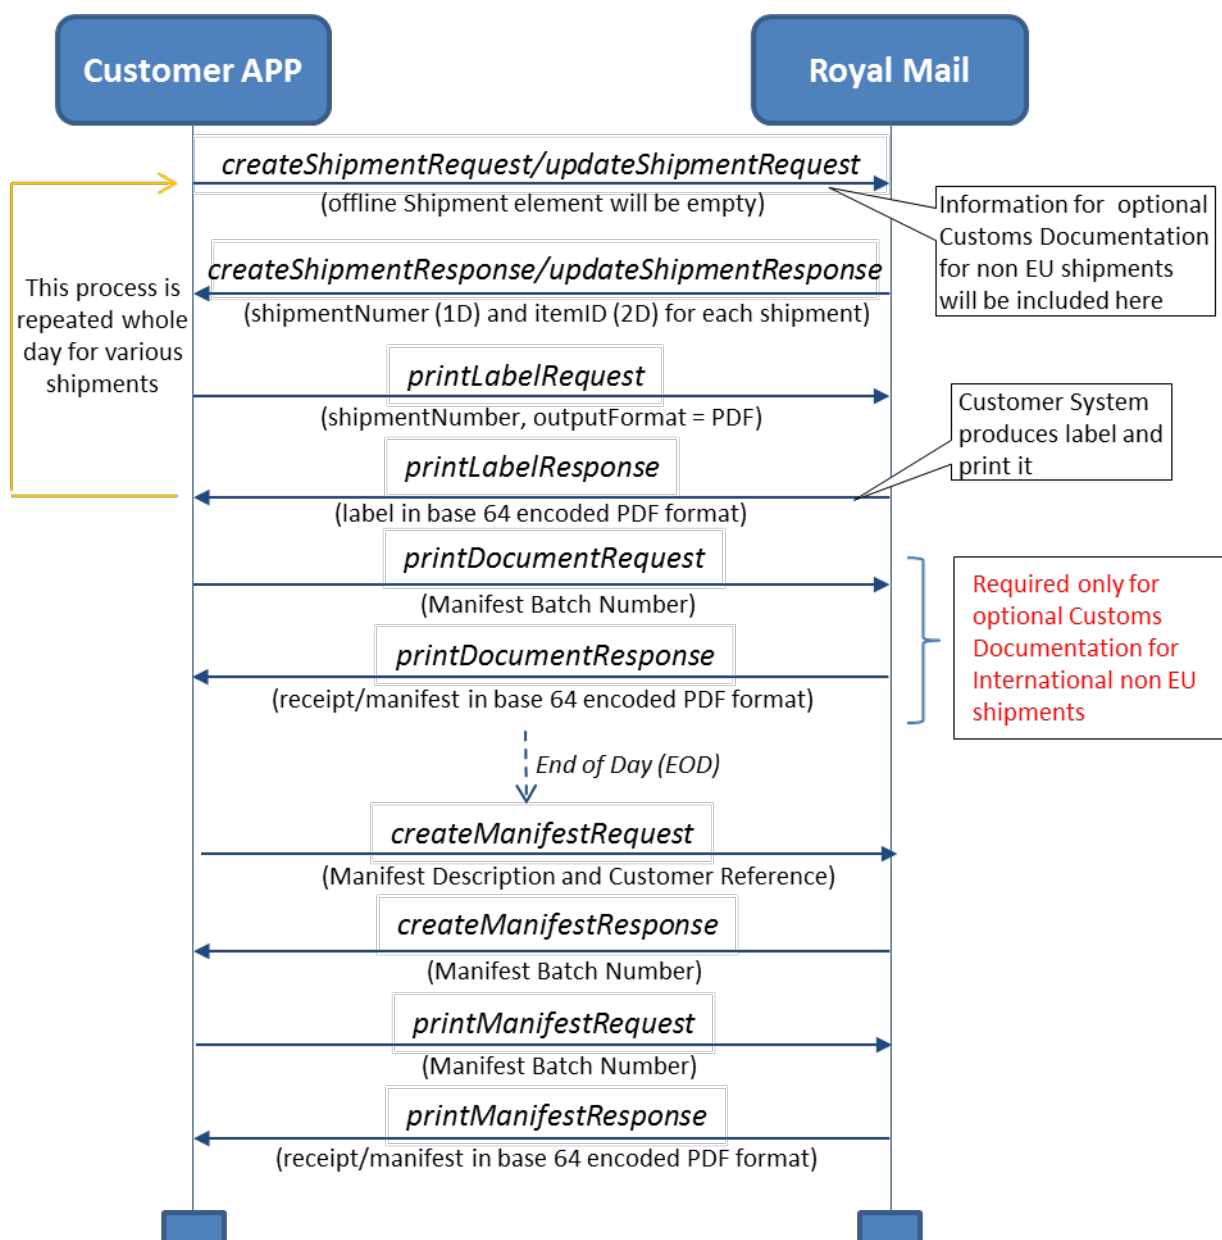 Customer APP
Royal Mail
createShipmentRequest/updateShipmentRequest
(offline Shipment element will be empty)
Information for optional
Customs Documentation
for non EU shipments
will be included here
createShipmentResponse/updateShipmentResponse
(shipmentNumer (1D) and itemID (2D) for each shipment)
This process is
repeated whole
day for various
shipments
printLabelRequest
(shipmentNumber, outputFormat = PDF)
Customer System
produces label and
print it
printLabelResponse
(label in base 64 encoded PDF format)
printDocumentRequest
(Manifest Batch Number)
Required only for
optional Customs
Documentation for
International non EU
shipments
printDocumentResponse
(receipt/manifest in base 64 encoded PDF format)
End of Day (EOD)
createManifestRequest
(Manifest Description and Customer Reference)
createManifestResponse
(Manifest Batch Number)
printManifestRequest
(Manifest Batch Number)
printManifestResponse
(receipt/manifest in base 64 encoded PDF format)